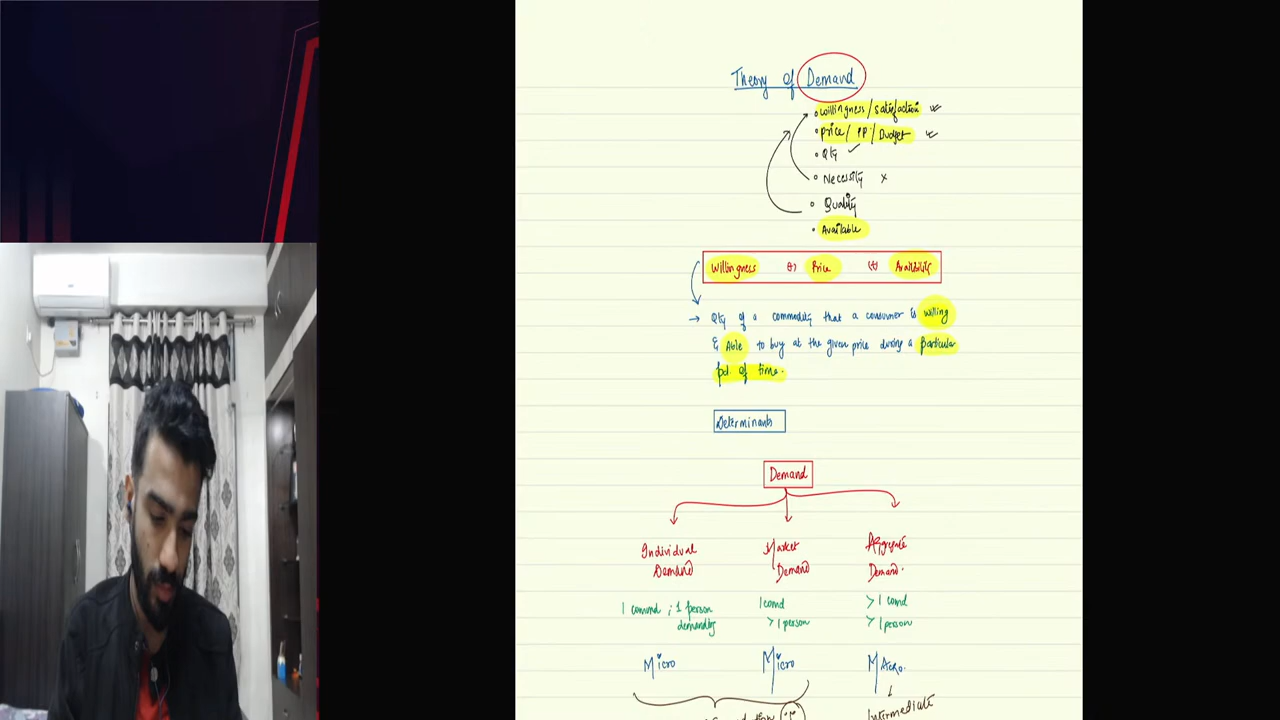 Theory of Demand
• Willingness / Satisfaction
• Price / PP / Budget
• Qty
• Necessity x
• Quality
• Available
Willingness (+) Price (+) Availibility
→ Qty of a commodity that a consumer is willing
& Able to buy at the given price during a particular
pd. of time.
Determinants
Demand
Individual Demand
Market Demand
Aggregate Demand.
1 commd ; 1 person demanding
1 comd > 1 person
> 1 comd > 1 person
Micro
Micro
Macro.
Intermediate